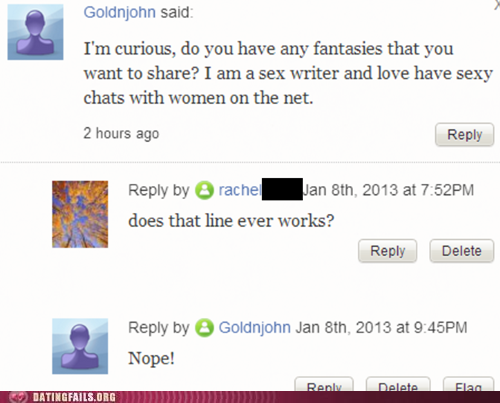 Goldnjohn said:
I'm curious, do you have any fantasies that you
want to share? I am a sex writer and love have sexy
chats with women on the net.
2 hours ago
Reply
Reply by rachel Jan 8th, 2013 at 7:52PM
does that line ever works?
Reply Delete
Reply by Goldnjohn Jan 8th, 2013 at 9:45PM
Nope!
Reply Delete Flag
DATINGFAILS.ORG